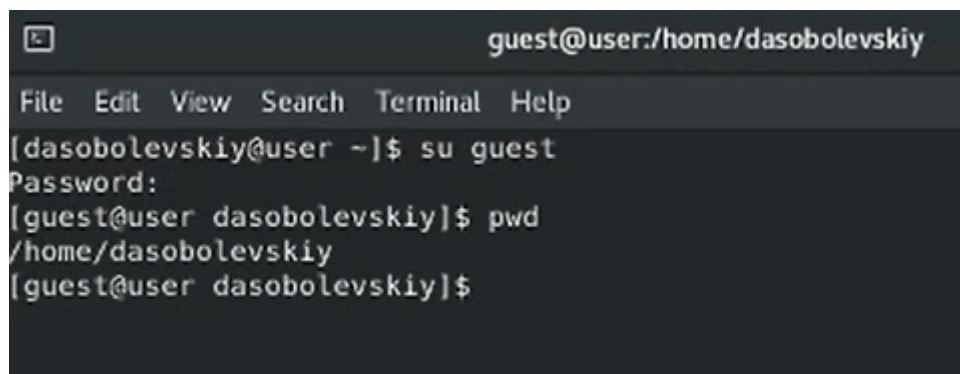 guest@user:/home/dasobolevskiy
File Edit View Search Terminal Help
[dasobolevskiy@user ~]$ su guest
Password:
[guest@user dasobolevskiy]$ pwd
/home/dasobolevskiy
[guest@user dasobolevskiy]$